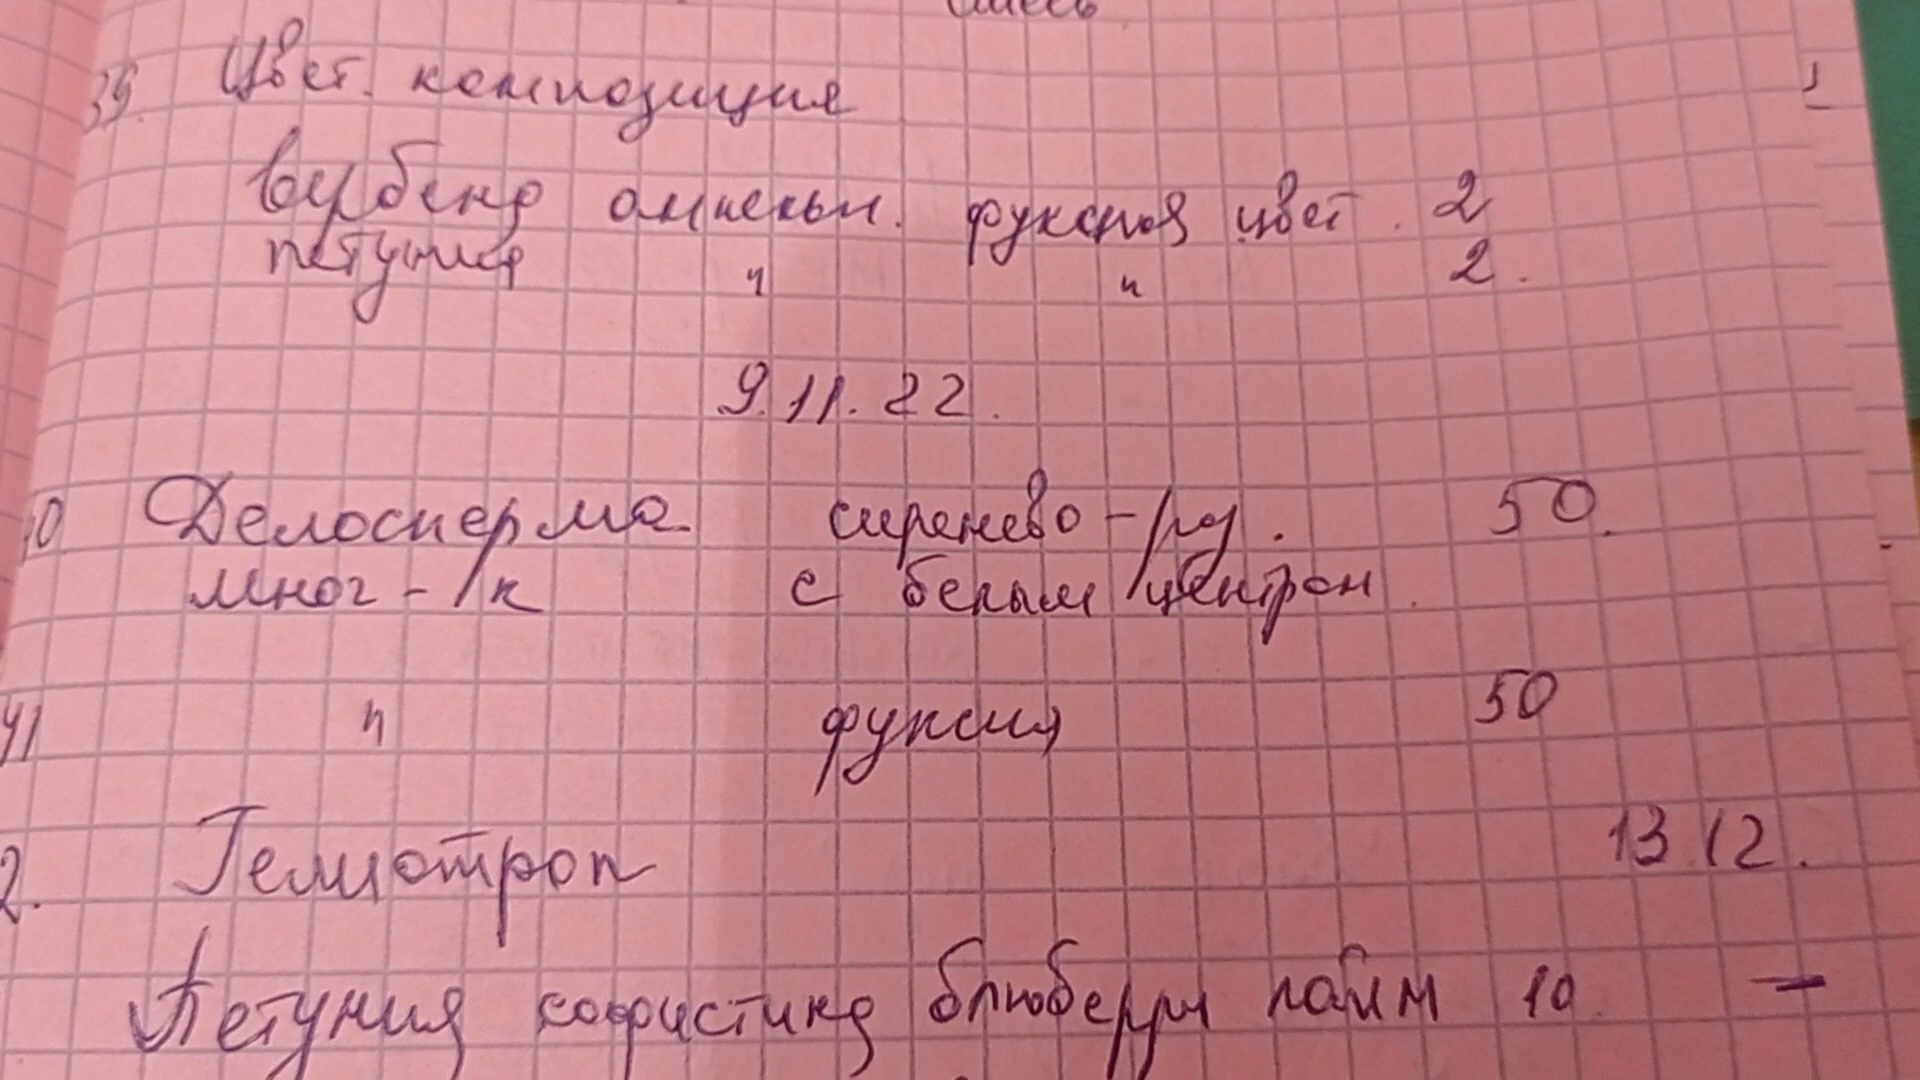 смесь
39. Цвет. композиция
вербена ампельн. фуксия цвет. 2
петуния " " 2.
9.11.22.
40 Делосперма сиренево-роз. 50.
мног-к с белым центром.
41 " фуксия 50
2. Гелиотроп 13.12.
Петуния софистика блюберри лайм 10. –